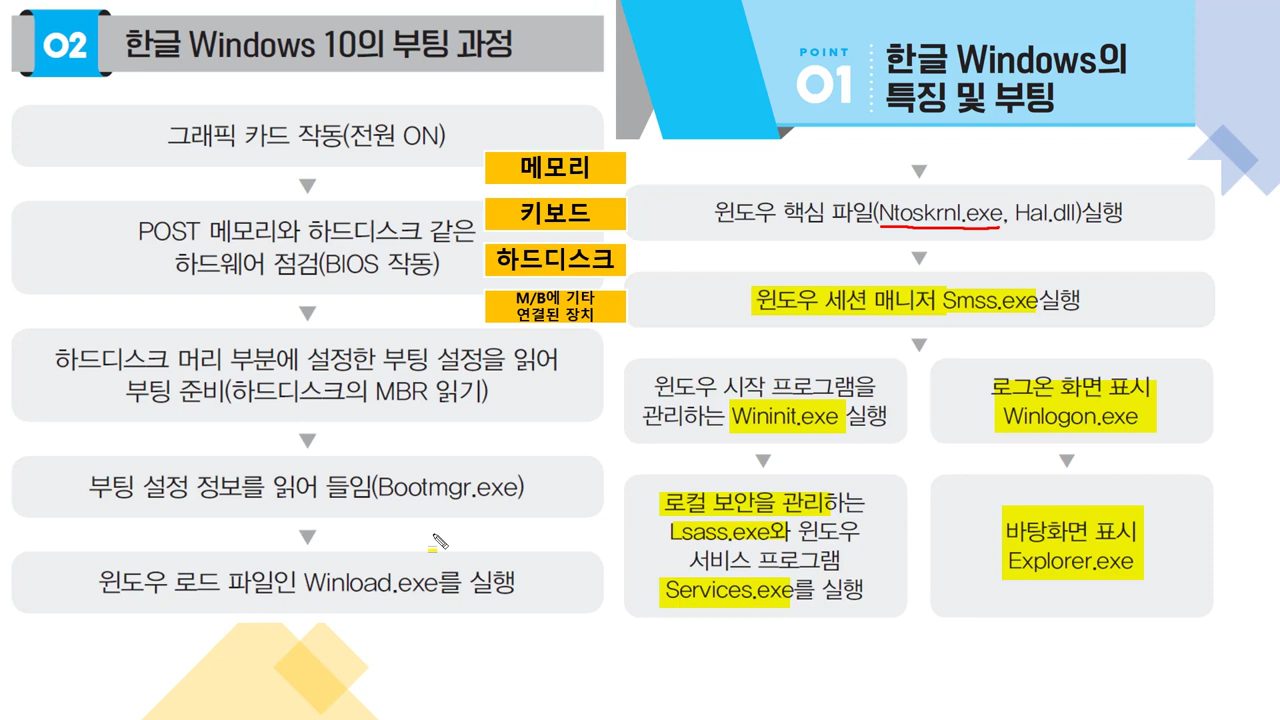 02
한글 Windows 10의 부팅 과정
그래픽 카드 작동(전원 ON)
POST 메모리와 하드디스크 같은
하드웨어 점검(BIOS 작동)
하드디스크 머리 부분에 설정한 부팅 설정을 읽어
부팅 준비(하드디스크의 MBR 읽기)
부팅 설정 정보를 읽어 들임(Bootmgr.exe)
윈도우 로드 파일인 Winload.exe를 실행
메모리
키보드
하드디스크
M/B에 기타
연결된 장치
POINT
01
한글 Windows의
특징 및 부팅
윈도우 핵심 파일(Ntoskrnl.exe, Hal.dll)실행
윈도우 세션 매니저 Smss.exe실행
윈도우 시작 프로그램을
관리하는 Wininit.exe 실행
로그온 화면 표시
Winlogon.exe
로컬 보안을 관리하는
Lsass.exe와 윈도우
서비스 프로그램
Services.exe를 실행
바탕화면 표시
Explorer.exe